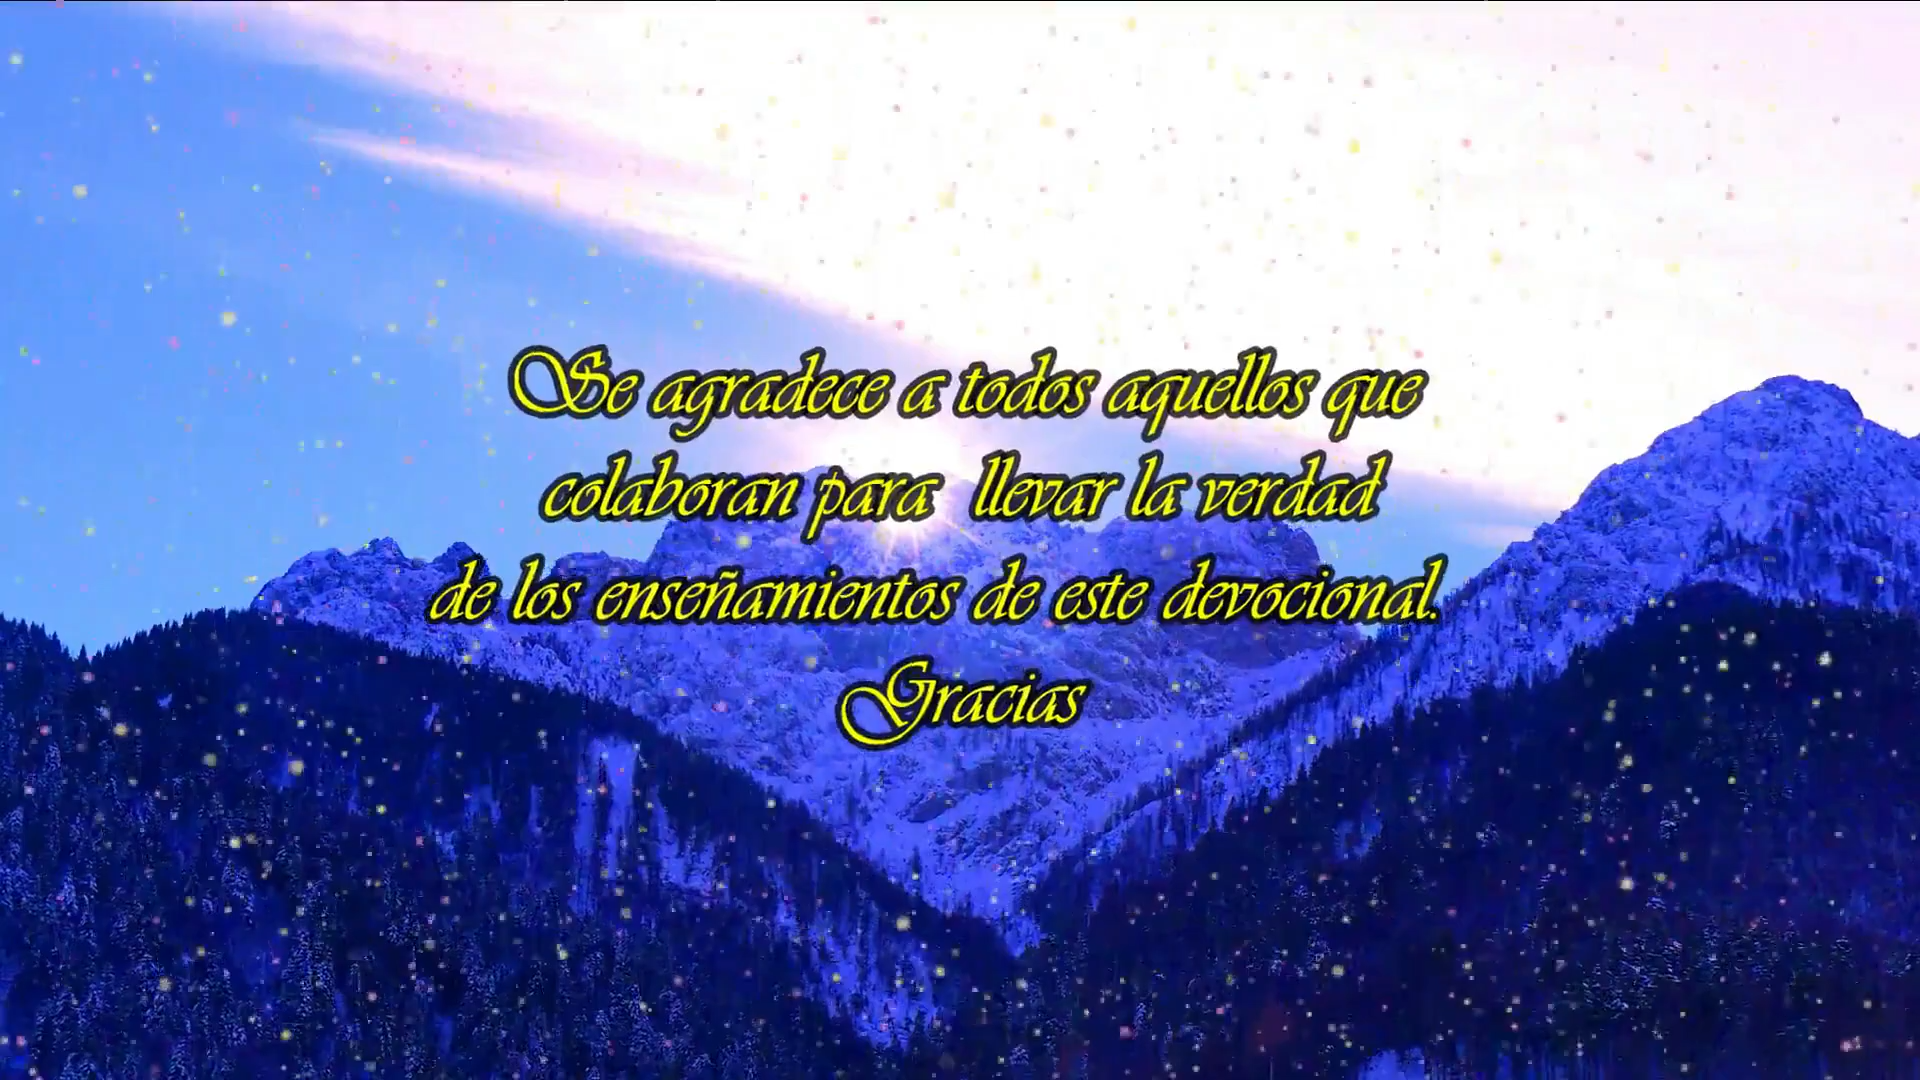 Se agradece a todos aquellos que
colaboran para llevar la verdad
de los enseñamientos de este devocional.
Gracias